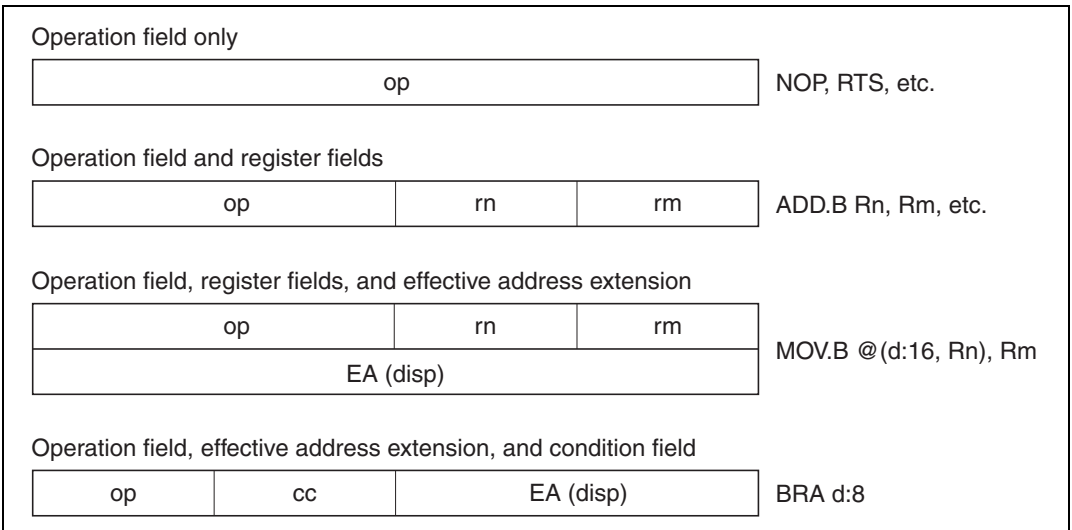 Operation field only
op
NOP, RTS, etc.
Operation field and register fields
op rn rm
ADD.B Rn, Rm, etc.
Operation field, register fields, and effective address extension
op rn rm
EA (disp)
MOV.B @(d:16, Rn), Rm
Operation field, effective address extension, and condition field
op cc EA (disp)
BRA d:8